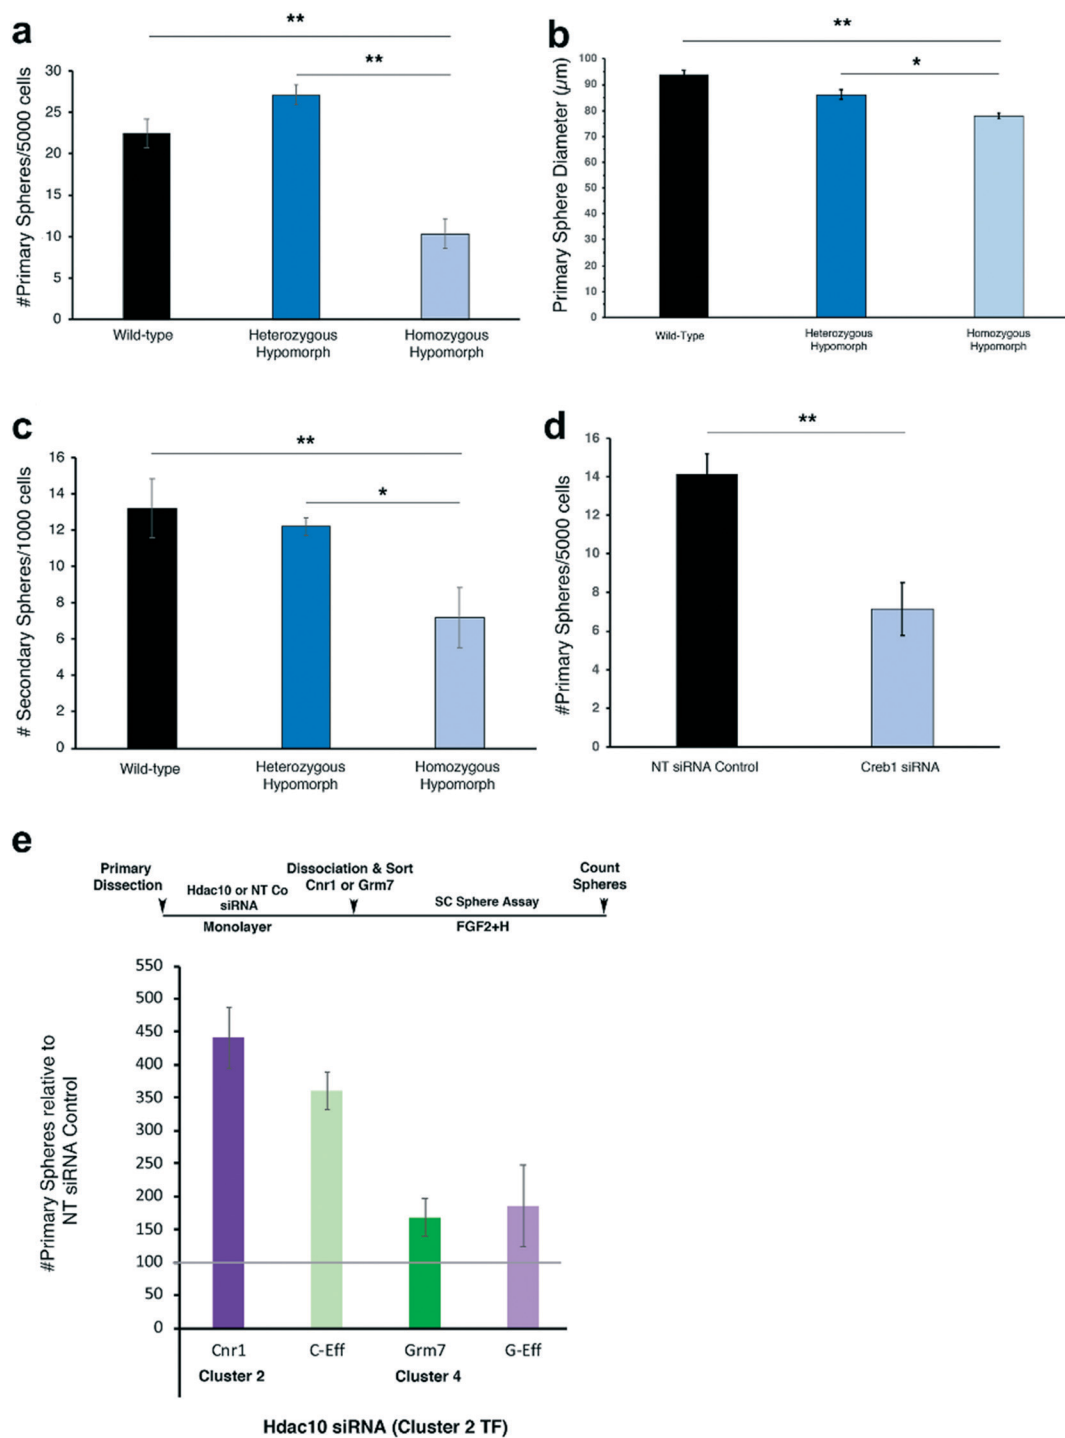 a
**
**
#Primary Spheres/5000 cells
30
25
20
15
10
5
0
Wild-type
Heterozygous
Hypomorph
Homozygous
Hypomorph
b
**
*
Primary Sphere Diameter (µm)
100
90
80
70
60
50
40
30
20
10
0
Wild-Type
Heterozygous
Hypomorph
Homozygous
Hypomorph
c
**
*
# Secondary Spheres/1000 cells
16
14
12
10
8
6
4
2
0
Wild-type
Heterozygous
Hypomorph
Homozygous
Hypomorph
d
**
#Primary Spheres/5000 cells
16
14
12
10
8
6
4
2
0
NT siRNA Control
Creb1 siRNA
e
Primary
Dissection
Hdac10 or NT Co
siRNA
Monolayer
Dissociation & Sort
Cnr1 or Grm7
SC Sphere Assay
FGF2+H
Count
Spheres
#Primary Spheres relative to
NT siRNA Control
550
500
450
400
350
300
250
200
150
100
50
0
Cnr1
C-Eff
Grm7
G-Eff
Cluster 2
Cluster 4
Hdac10 siRNA (Cluster 2 TF)